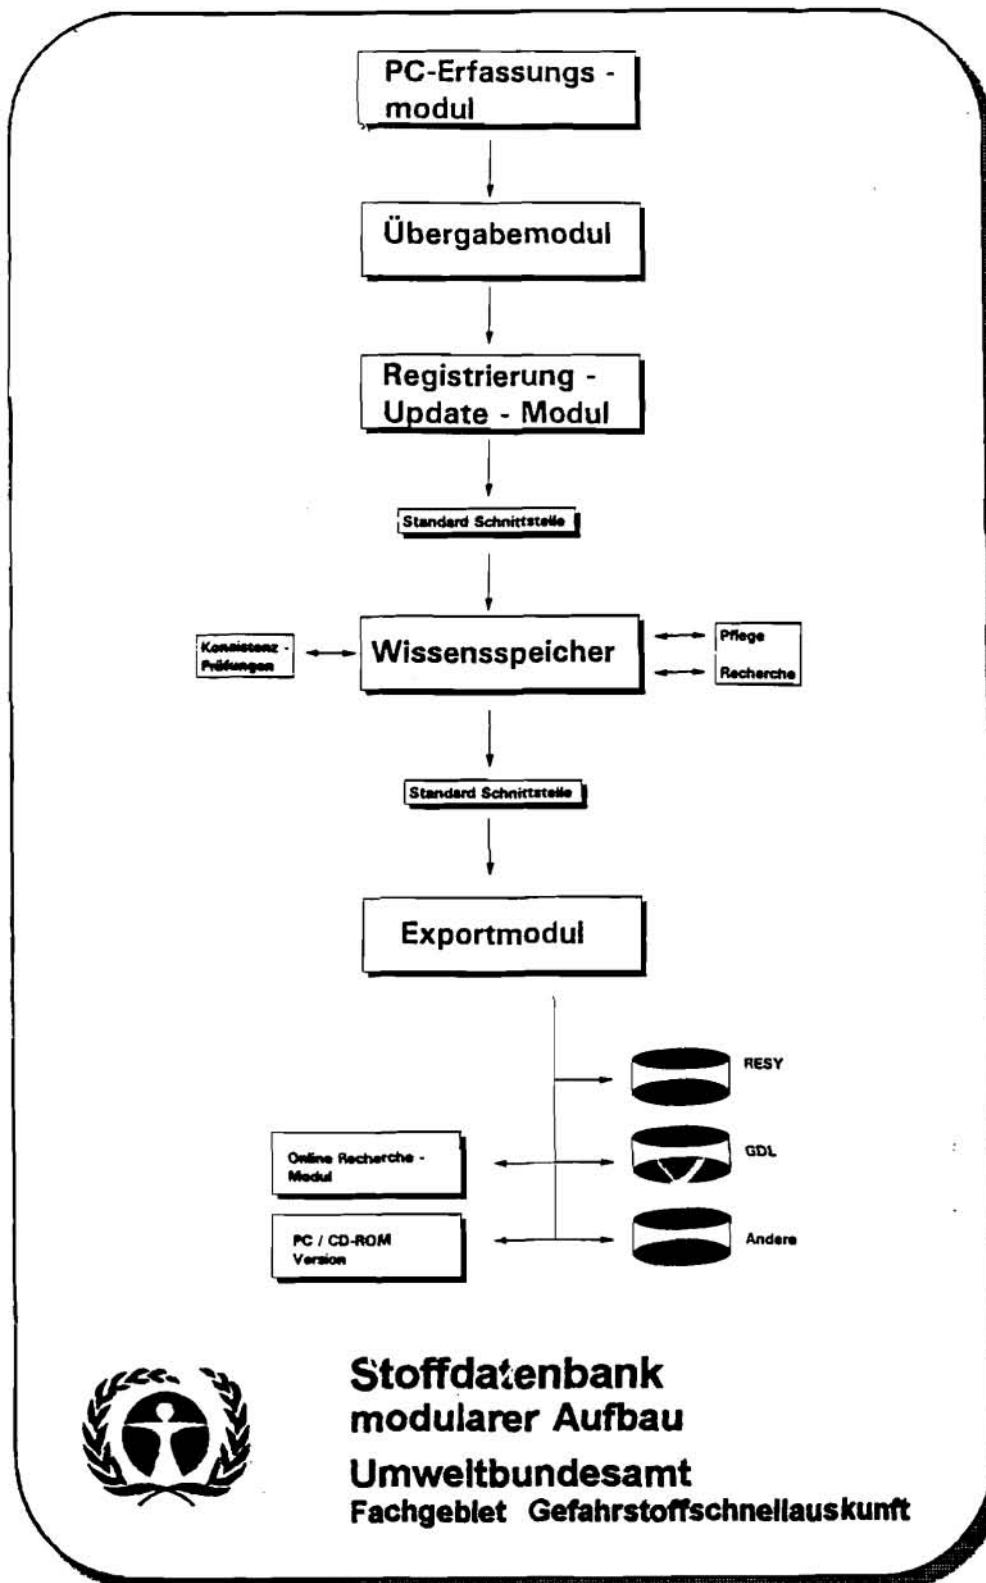 PC-Erfassungs -
modul
Übergabemodul
Registrierung -
Update - Modul
Standard Schnittstelle
Konsistenz -
Prüfungen
Wissensspeicher
Pflege
Recherche
Standard Schnittstelle
Exportmodul
RESY
Online Recherche -
Modul
GDL
PC / CD-ROM
Version
Andere
Stoffdatenbank
modularer Aufbau
Umweltbundesamt
Fachgebiet Gefahrstoffschnellauskunft